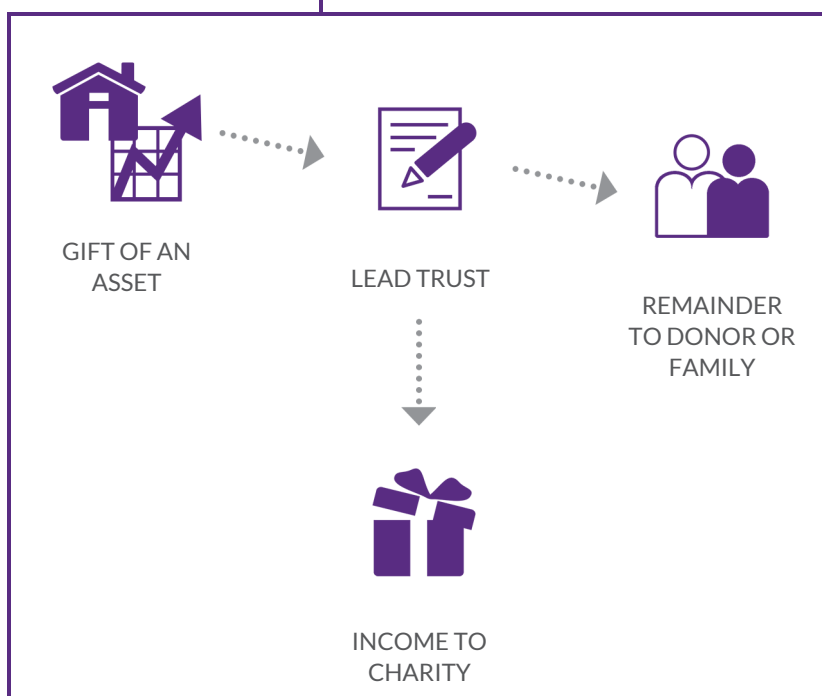 GIFT OF AN
ASSET
LEAD TRUST
REMAINDER
TO DONOR OR
FAMILY
INCOME TO
CHARITY